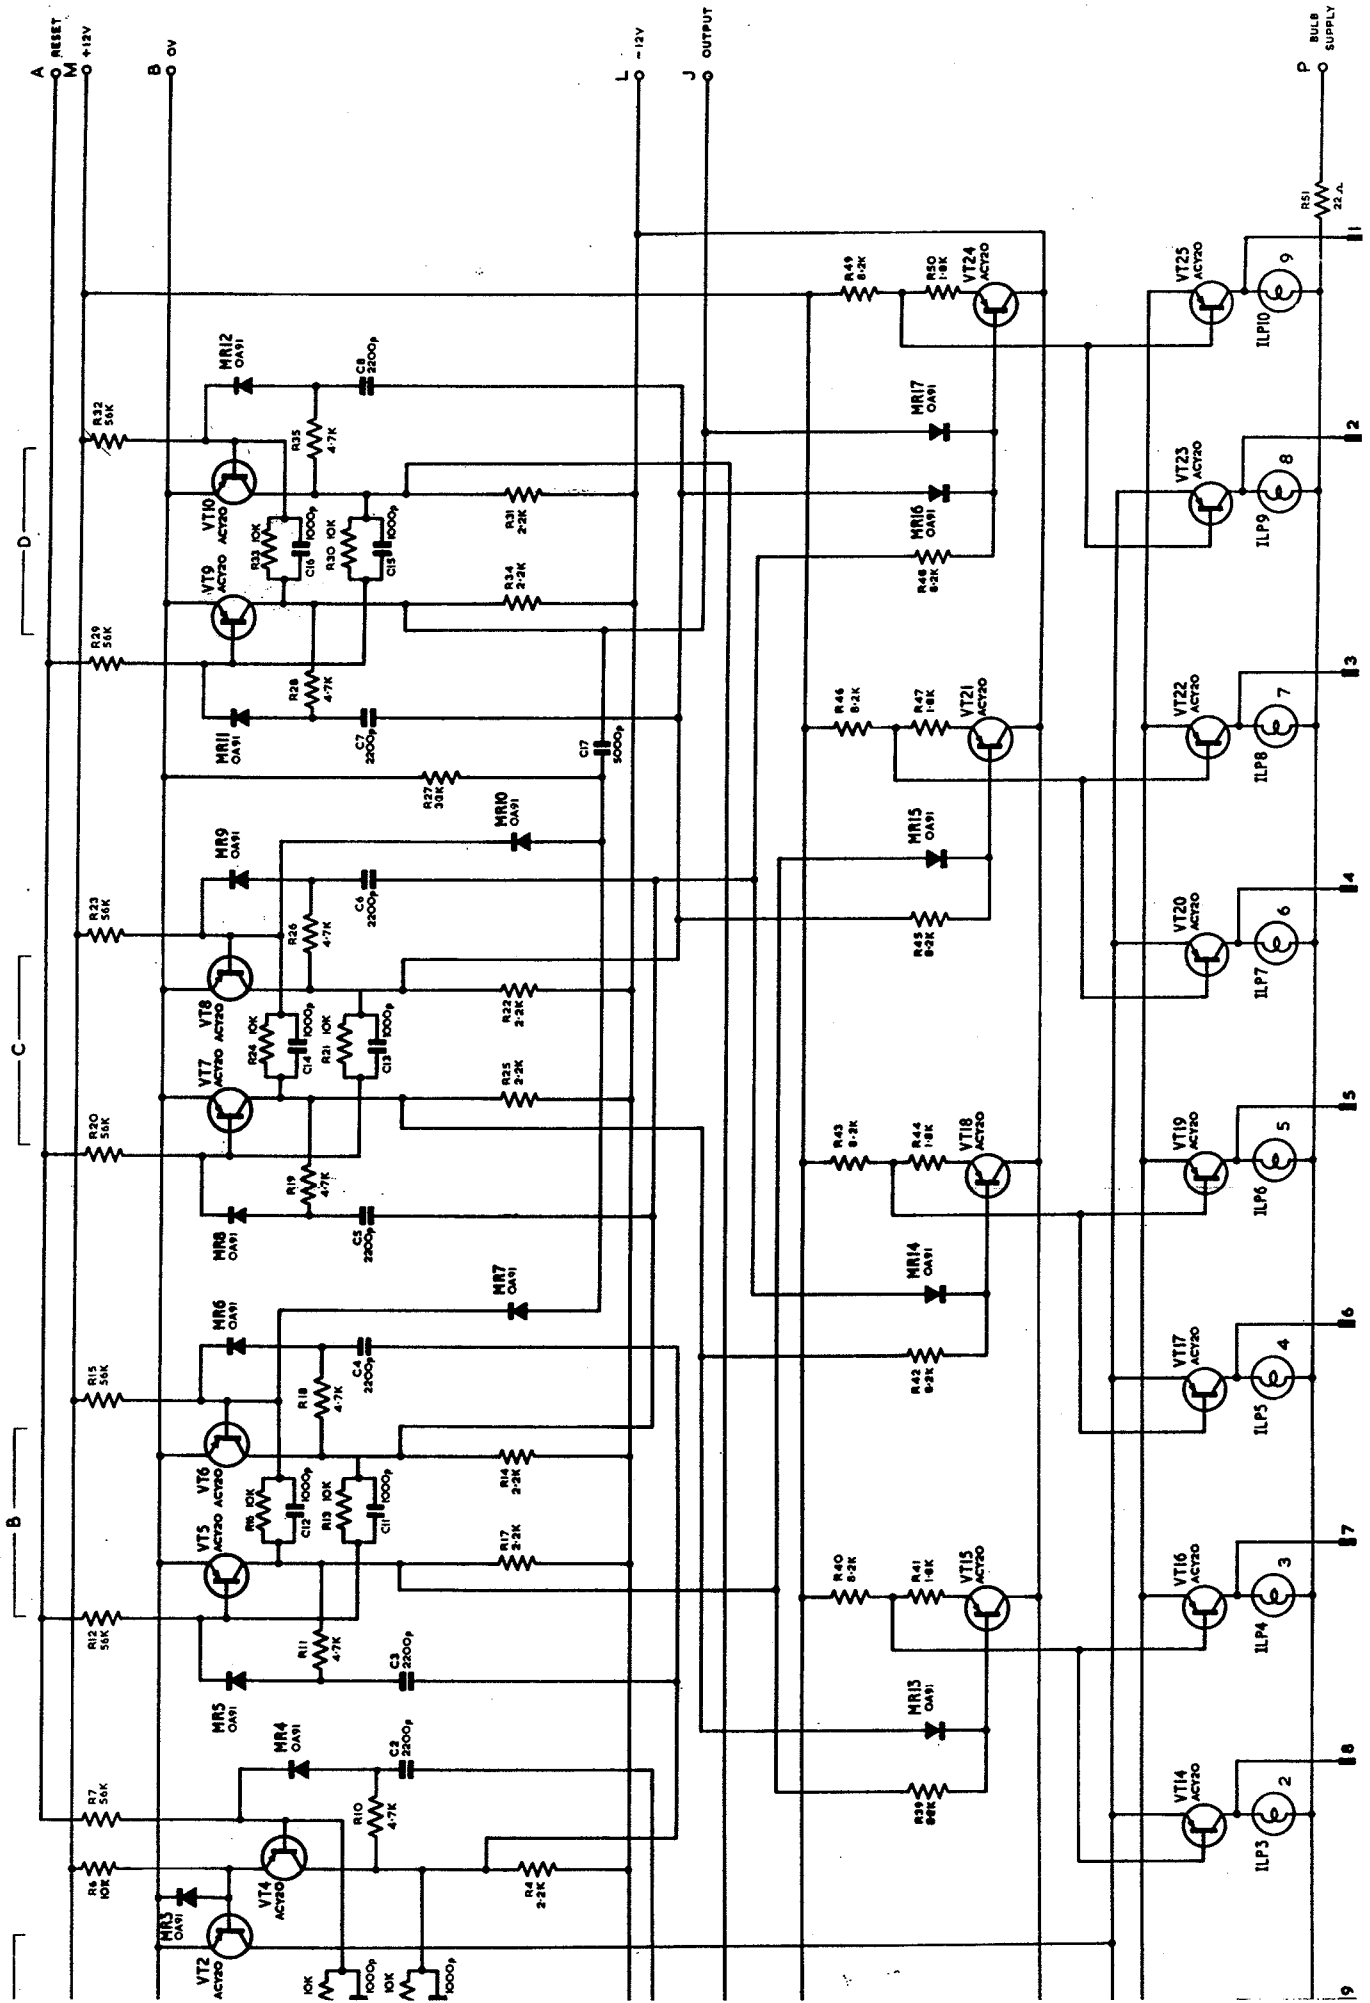 A RESET
M +12V
B 0V
L -12V
J OUTPUT
P BULB SUPPLY
R51
22Ω
D
C
B
R32
56K
MR12
OA91
C8
2200p
R35
4·7K
VT10
ACY20
VT9
ACY20
R33 10K
C16
1000p
R30 10K
C15
1000p
R31
2·2K
R34
2·2K
R29
56K
R28
4·7K
MR11
OA91
C7
2200p
C17
5000p
R27
33K
MR10
OA91
MR9
OA91
C6
2200p
R23
56K
R26
4·7K
VT8
ACY20
VT7
ACY20
R24 10K
C14
1000p
R21 10K
C13
1000p
R22
2·2K
R25
2·2K
R20
56K
R19
4·7K
MR8
OA91
C5
2200p
MR7
OA91
MR6
OA91
C4
2200p
R15
56K
R18
4·7K
VT6
ACY20
VT5
ACY20
R16 10K
C12
1000p
R13 10K
C11
1000p
R14
2·2K
R17
2·2K
R12
56K
R11
4·7K
MR5
OA91
C3
2200p
MR4
OA91
C2
2200p
R7
56K
R10
4·7K
R6
10K
VT4
ACY20
R4
2·2K
MR3
OA91
VT2
ACY20
10K
1000p
10K
1000p
R49
8·2K
R50
1·8K
VT24
ACY20
MR17
OA91
MR16
OA91
R48
8·2K
R46
8·2K
R47
1·8K
VT21
ACY20
MR15
OA91
R45
8·2K
R43
8·2K
R44
1·8K
VT18
ACY20
MR14
OA91
R42
8·2K
R40
8·2K
R41
1·8K
VT15
ACY20
MR13
OA91
R39
8·2K
VT25
ACY20
ILP10
9
1
VT23
ACY20
ILP9
8
2
VT22
ACY20
ILP8
7
3
VT20
ACY20
ILP7
6
4
VT19
ACY20
ILP6
5
5
VT17
ACY20
ILP5
4
6
VT16
ACY20
ILP4
3
7
VT14
ACY20
ILP3
2
8
9